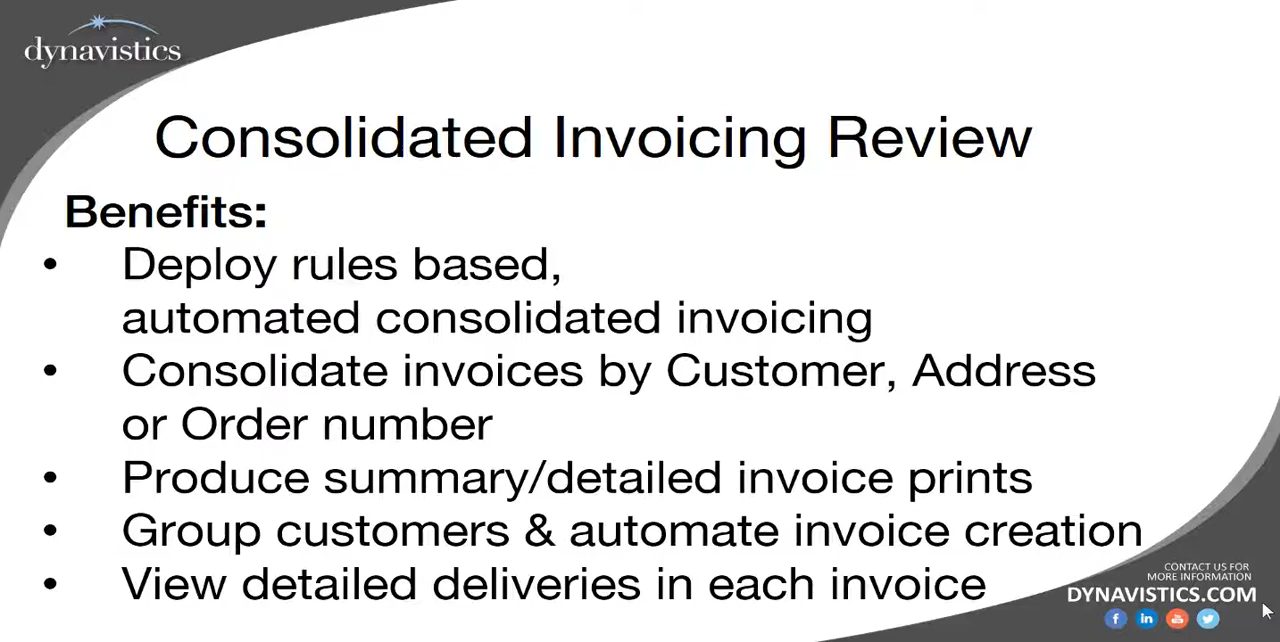 dynavistics
Consolidated Invoicing Review
Benefits:
• Deploy rules based,
automated consolidated invoicing
• Consolidate invoices by Customer, Address
or Order number
• Produce summary/detailed invoice prints
• Group customers & automate invoice creation
• View detailed deliveries in each invoice
CONTACT US FOR
MORE INFORMATION
DYNAVISTICS.COM